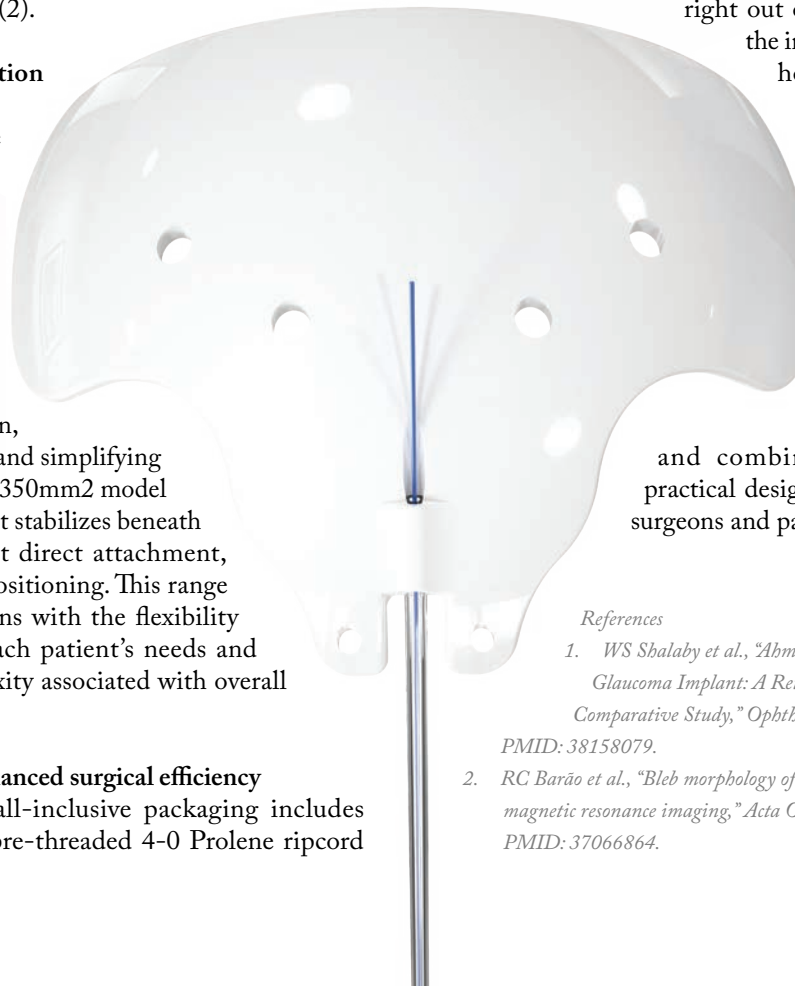 (2).
tion
n,
and simplifying
350mm2 model
t stabilizes beneath
t direct attachment,
ositioning. This range
ns with the flexibility
ach patient's needs and
xity associated with overall
anced surgical efficiency
all-inclusive packaging includes
pre-threaded 4-0 Prolene ripcord
right out
the i
h
and combi
practical desig
surgeons and pa
References
1. WS Shalaby et al., “Ahm
Glaucoma Implant: A Re
Comparative Study,” Ophth
PMID: 38158079.
2. RC Barão et al., “Bleb morphology of
magnetic resonance imaging,” Acta O
PMID: 37066864.